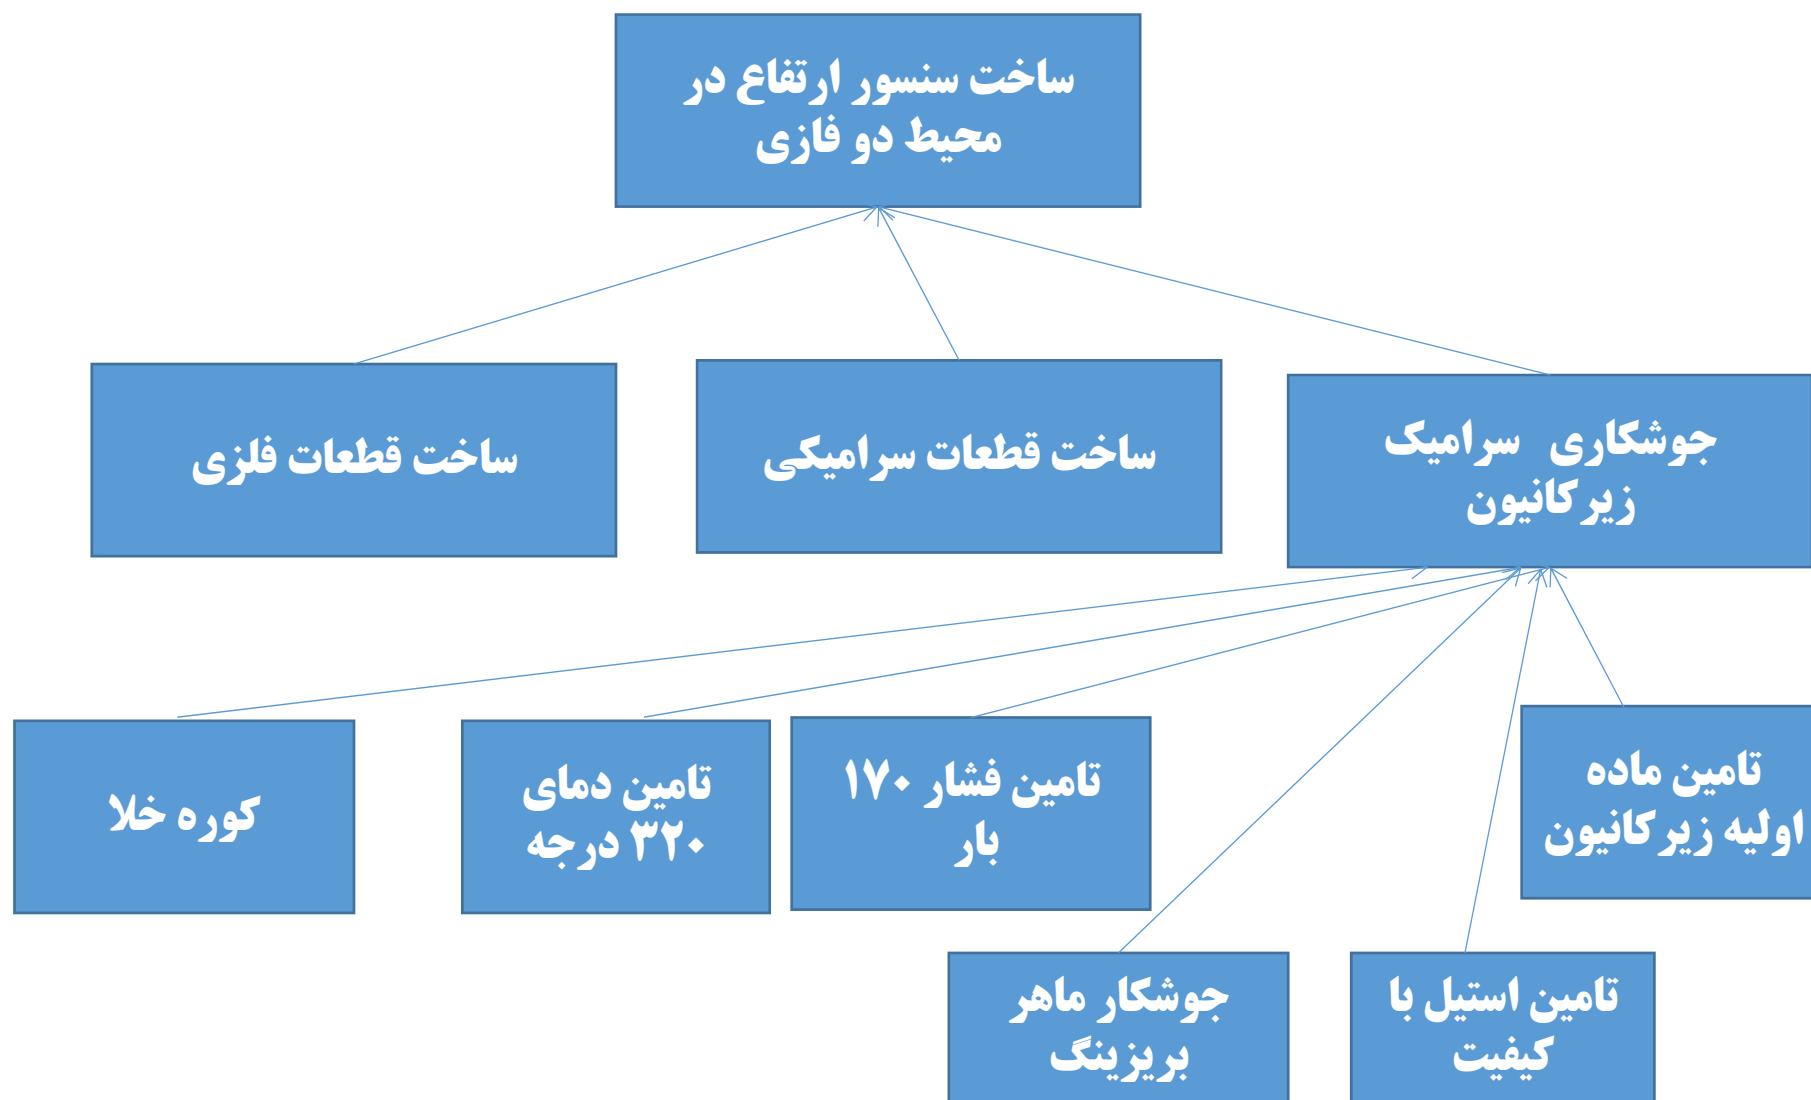 ساخت سنسور ارتفاع در
محیط دو فازی
جوشکاری سرامیک
زیرکانیون
ساخت قطعات سرامیکی
ساخت قطعات فلزی
تامین ماده
اولیه زیرکانیون
تامین فشار ۱۷۰
بار
تامین دمای
۳۲۰ درجه
کوره خلا
تامین استیل با
کیفیت
جوشکار ماهر
بریزینگ